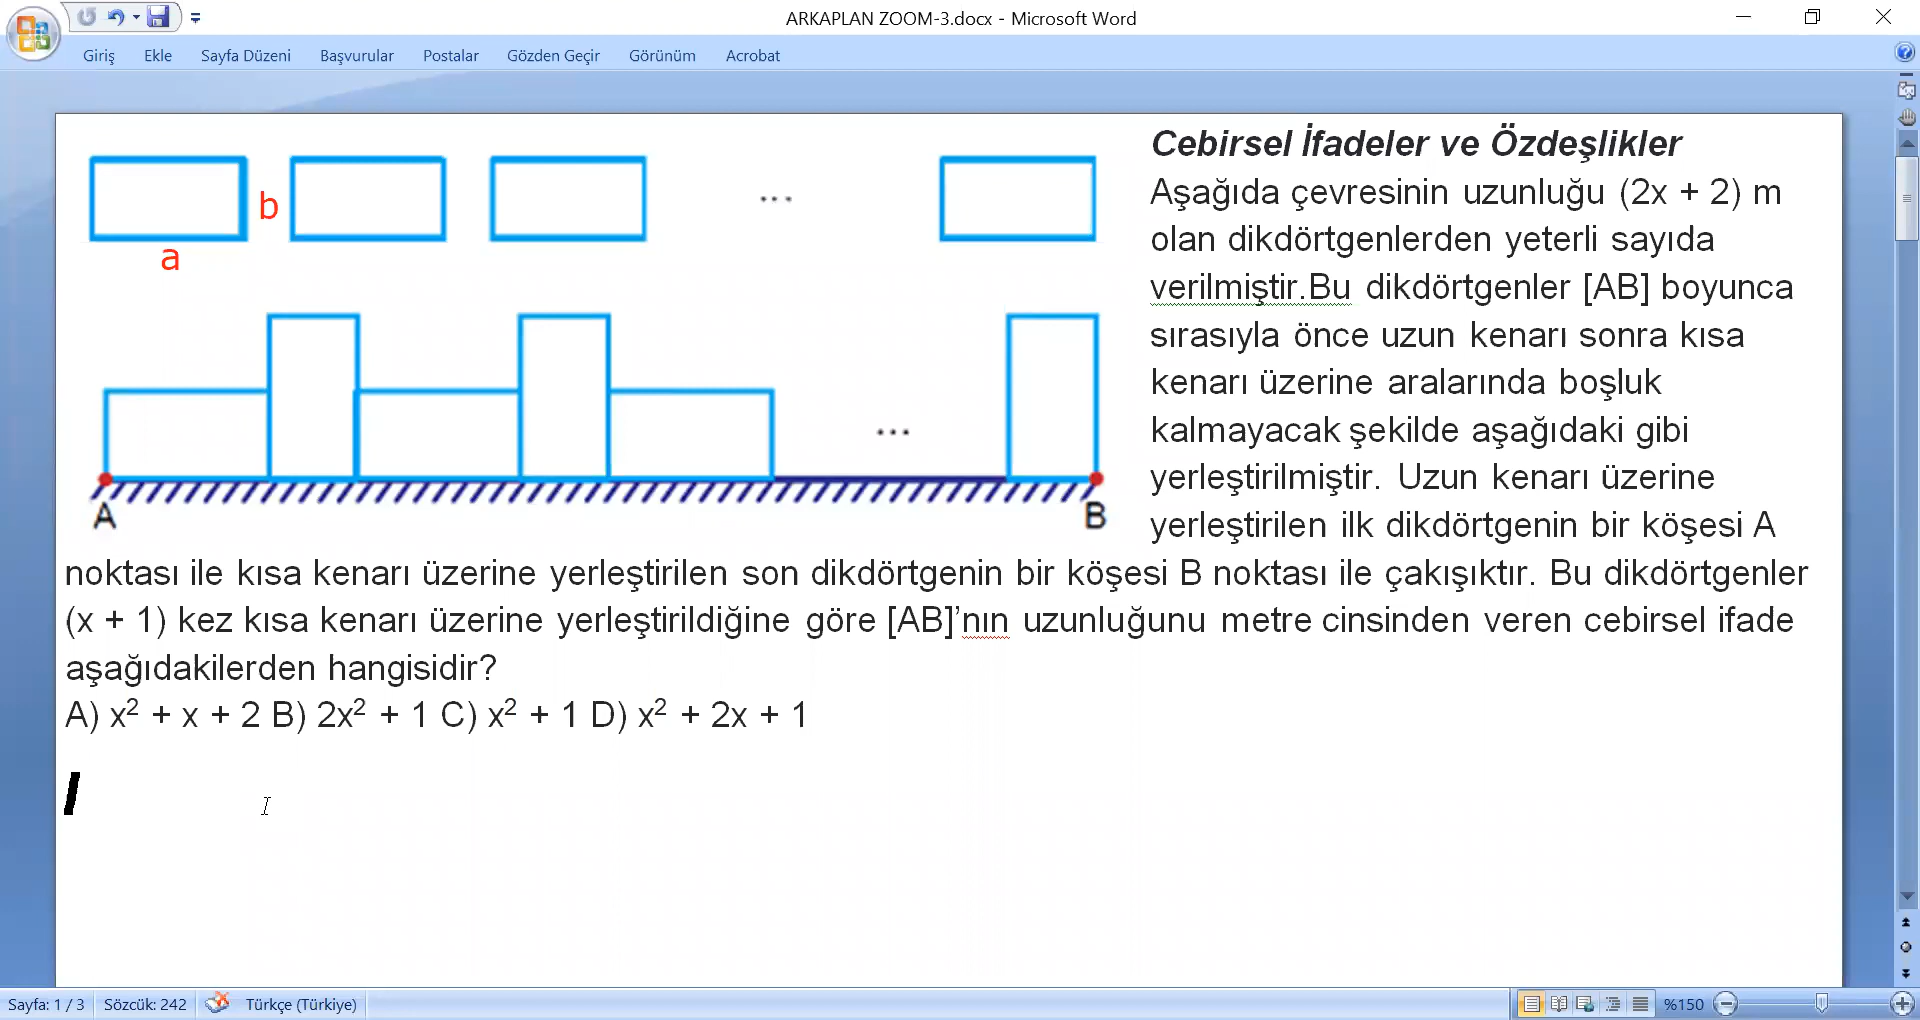 ARKAPLAN ZOOM-3.docx - Microsoft Word
Giriş Ekle Sayfa Düzeni Başvurular Postalar Gözden Geçir Görünüm Acrobat
b
a
...
...
A B
Cebirsel İfadeler ve Özdeşlikler
Aşağıda çevresinin uzunluğu (2x + 2) m
olan dikdörtgenlerden yeterli sayıda
verilmiştir.Bu dikdörtgenler [AB] boyunca
sırasıyla önce uzun kenarı sonra kısa
kenarı üzerine aralarında boşluk
kalmayacak şekilde aşağıdaki gibi
yerleştirilmiştir. Uzun kenarı üzerine
yerleştirilen ilk dikdörtgenin bir köşesi A
noktası ile kısa kenarı üzerine yerleştirilen son dikdörtgenin bir köşesi B noktası ile çakışıktır. Bu dikdörtgenler
(x + 1) kez kısa kenarı üzerine yerleştirildiğine göre [AB]’nın uzunluğunu metre cinsinden veren cebirsel ifade
aşağıdakilerden hangisidir?
A) x² + x + 2 B) 2x² + 1 C) x² + 1 D) x² + 2x + 1
Sayfa: 1 / 3 Sözcük: 242 Türkçe (Türkiye) %150